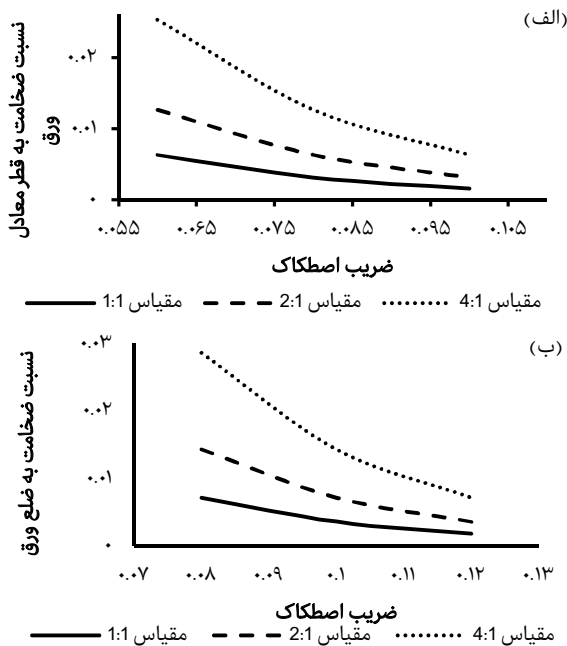 (الف)
نسبت ضخامت به قطر معادل
ورق
۰.۰۲
۰.۰۱
۰
۰.۰۵۵ ۰.۰۶۵ ۰.۰۷۵ ۰.۰۸۵ ۰.۰۹۵ ۰.۱۰۵
ضریب اصطکاک
مقیاس 1:1 مقیاس 2:1 مقیاس 4:1
(ب)
نسبت ضخامت به ضلع ورق
۰.۰۳
۰.۰۲
۰.۰۱
۰
۰.۰۷ ۰.۰۸ ۰.۰۹ ۰.۱ ۰.۱۱ ۰.۱۲ ۰.۱۳
ضریب اصطکاک
مقیاس 1:1 مقیاس 2:1 مقیاس 4:1